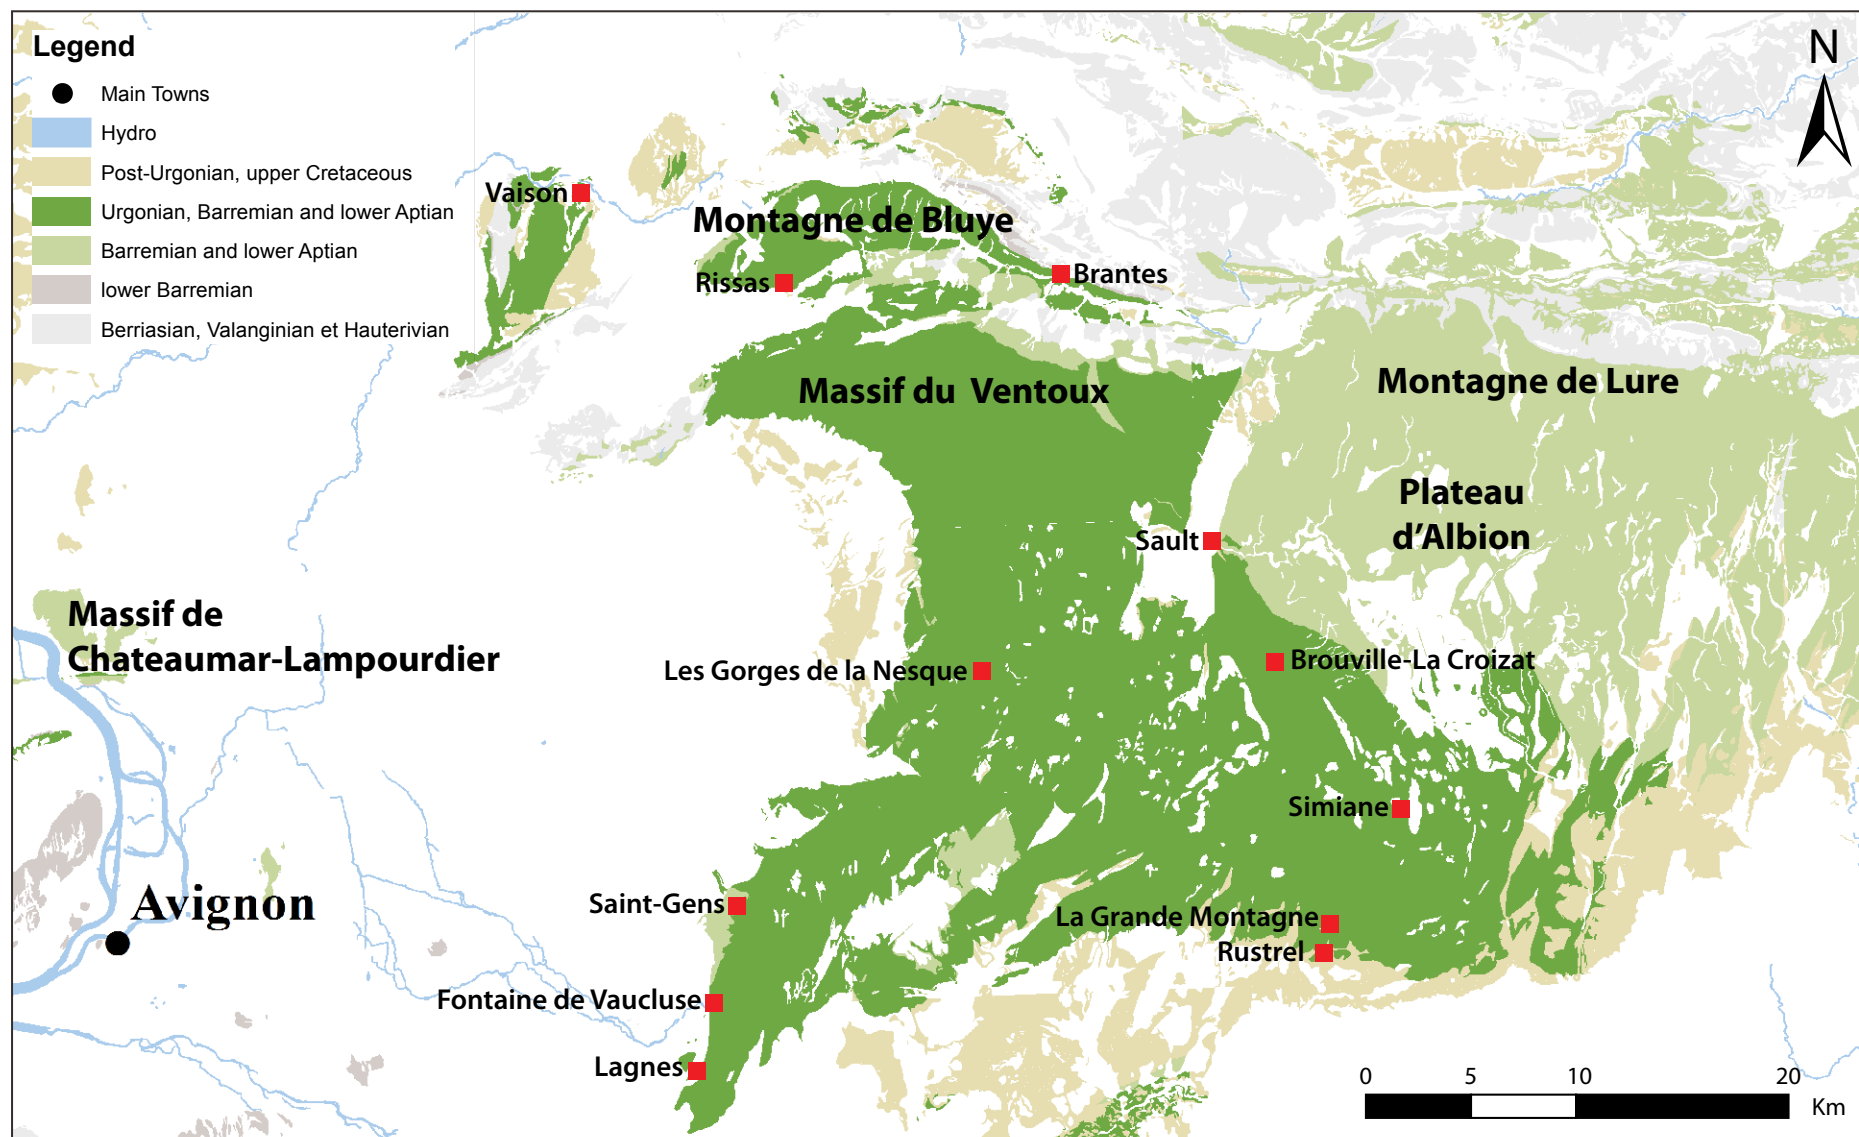 Legend
Main Towns
Hydro
Post-Urgonian, upper Cretaceous
Urgonian, Barremian and lower Aptian
Barremian and lower Aptian
lower Barremian
Berriasian, Valanginian et Hauterivian
N
Vaison
Montagne de Bluye
Rissas
Brantes
Massif du Ventoux
Montagne de Lure
Plateau
d'Albion
Sault
Massif de
Chateaumar-Lampourdier
Les Gorges de la Nesque
Brouville-La Croizat
Simiane
Avignon
Saint-Gens
La Grande Montagne
Rustrel
Fontaine de Vaucluse
Lagnes
0 5 10 20
Km